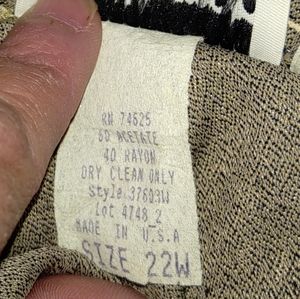 RN 74625
60 ACETATE
40 RAYON
DRY CLEAN ONLY
Style 37603W
Lot 4748 2
MADE IN U.S.A
SIZE 22W